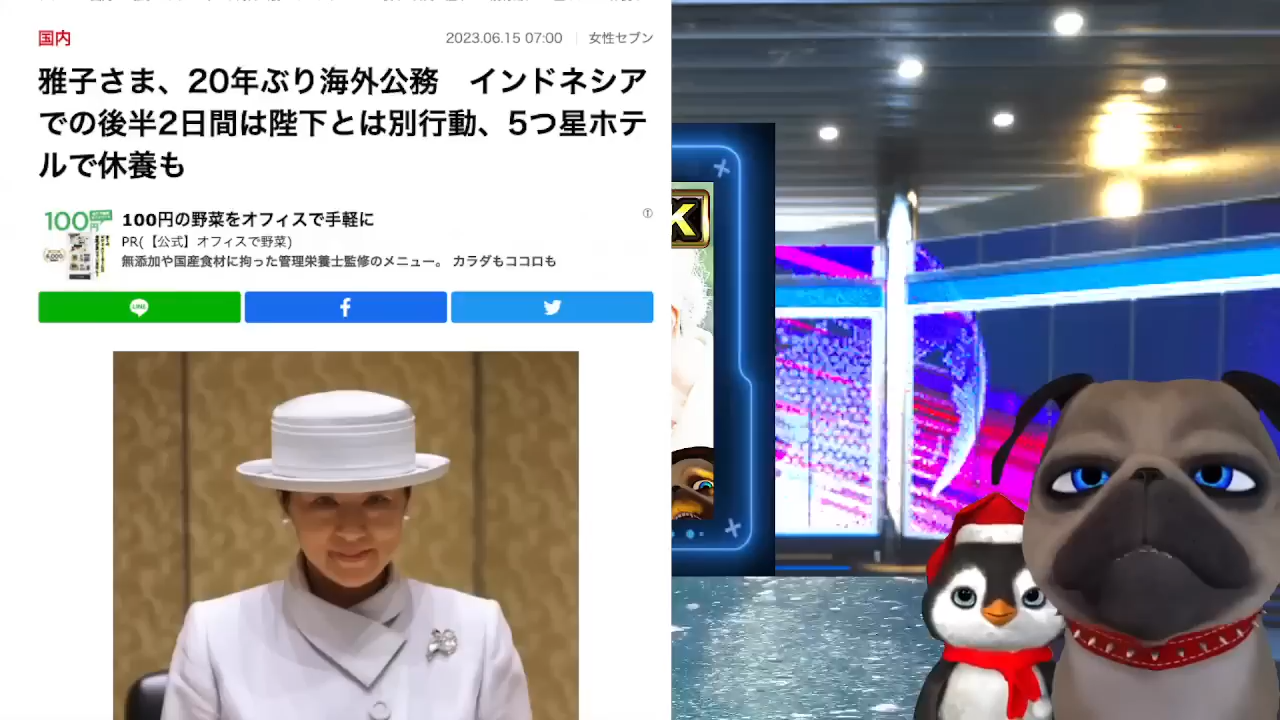 国内
2023.06.15 07:00
女性セブン
雅子さま、20年ぶり海外公務　インドネシア
での後半2日間は陛下とは別行動、5つ星ホテ
ルで休養も
100円
100円の野菜をオフィスで手軽に
PR(【公式】オフィスで野菜)
無添加や国産食材に拘った管理栄養士監修のメニュー。 カラダもココロも
LINE
K